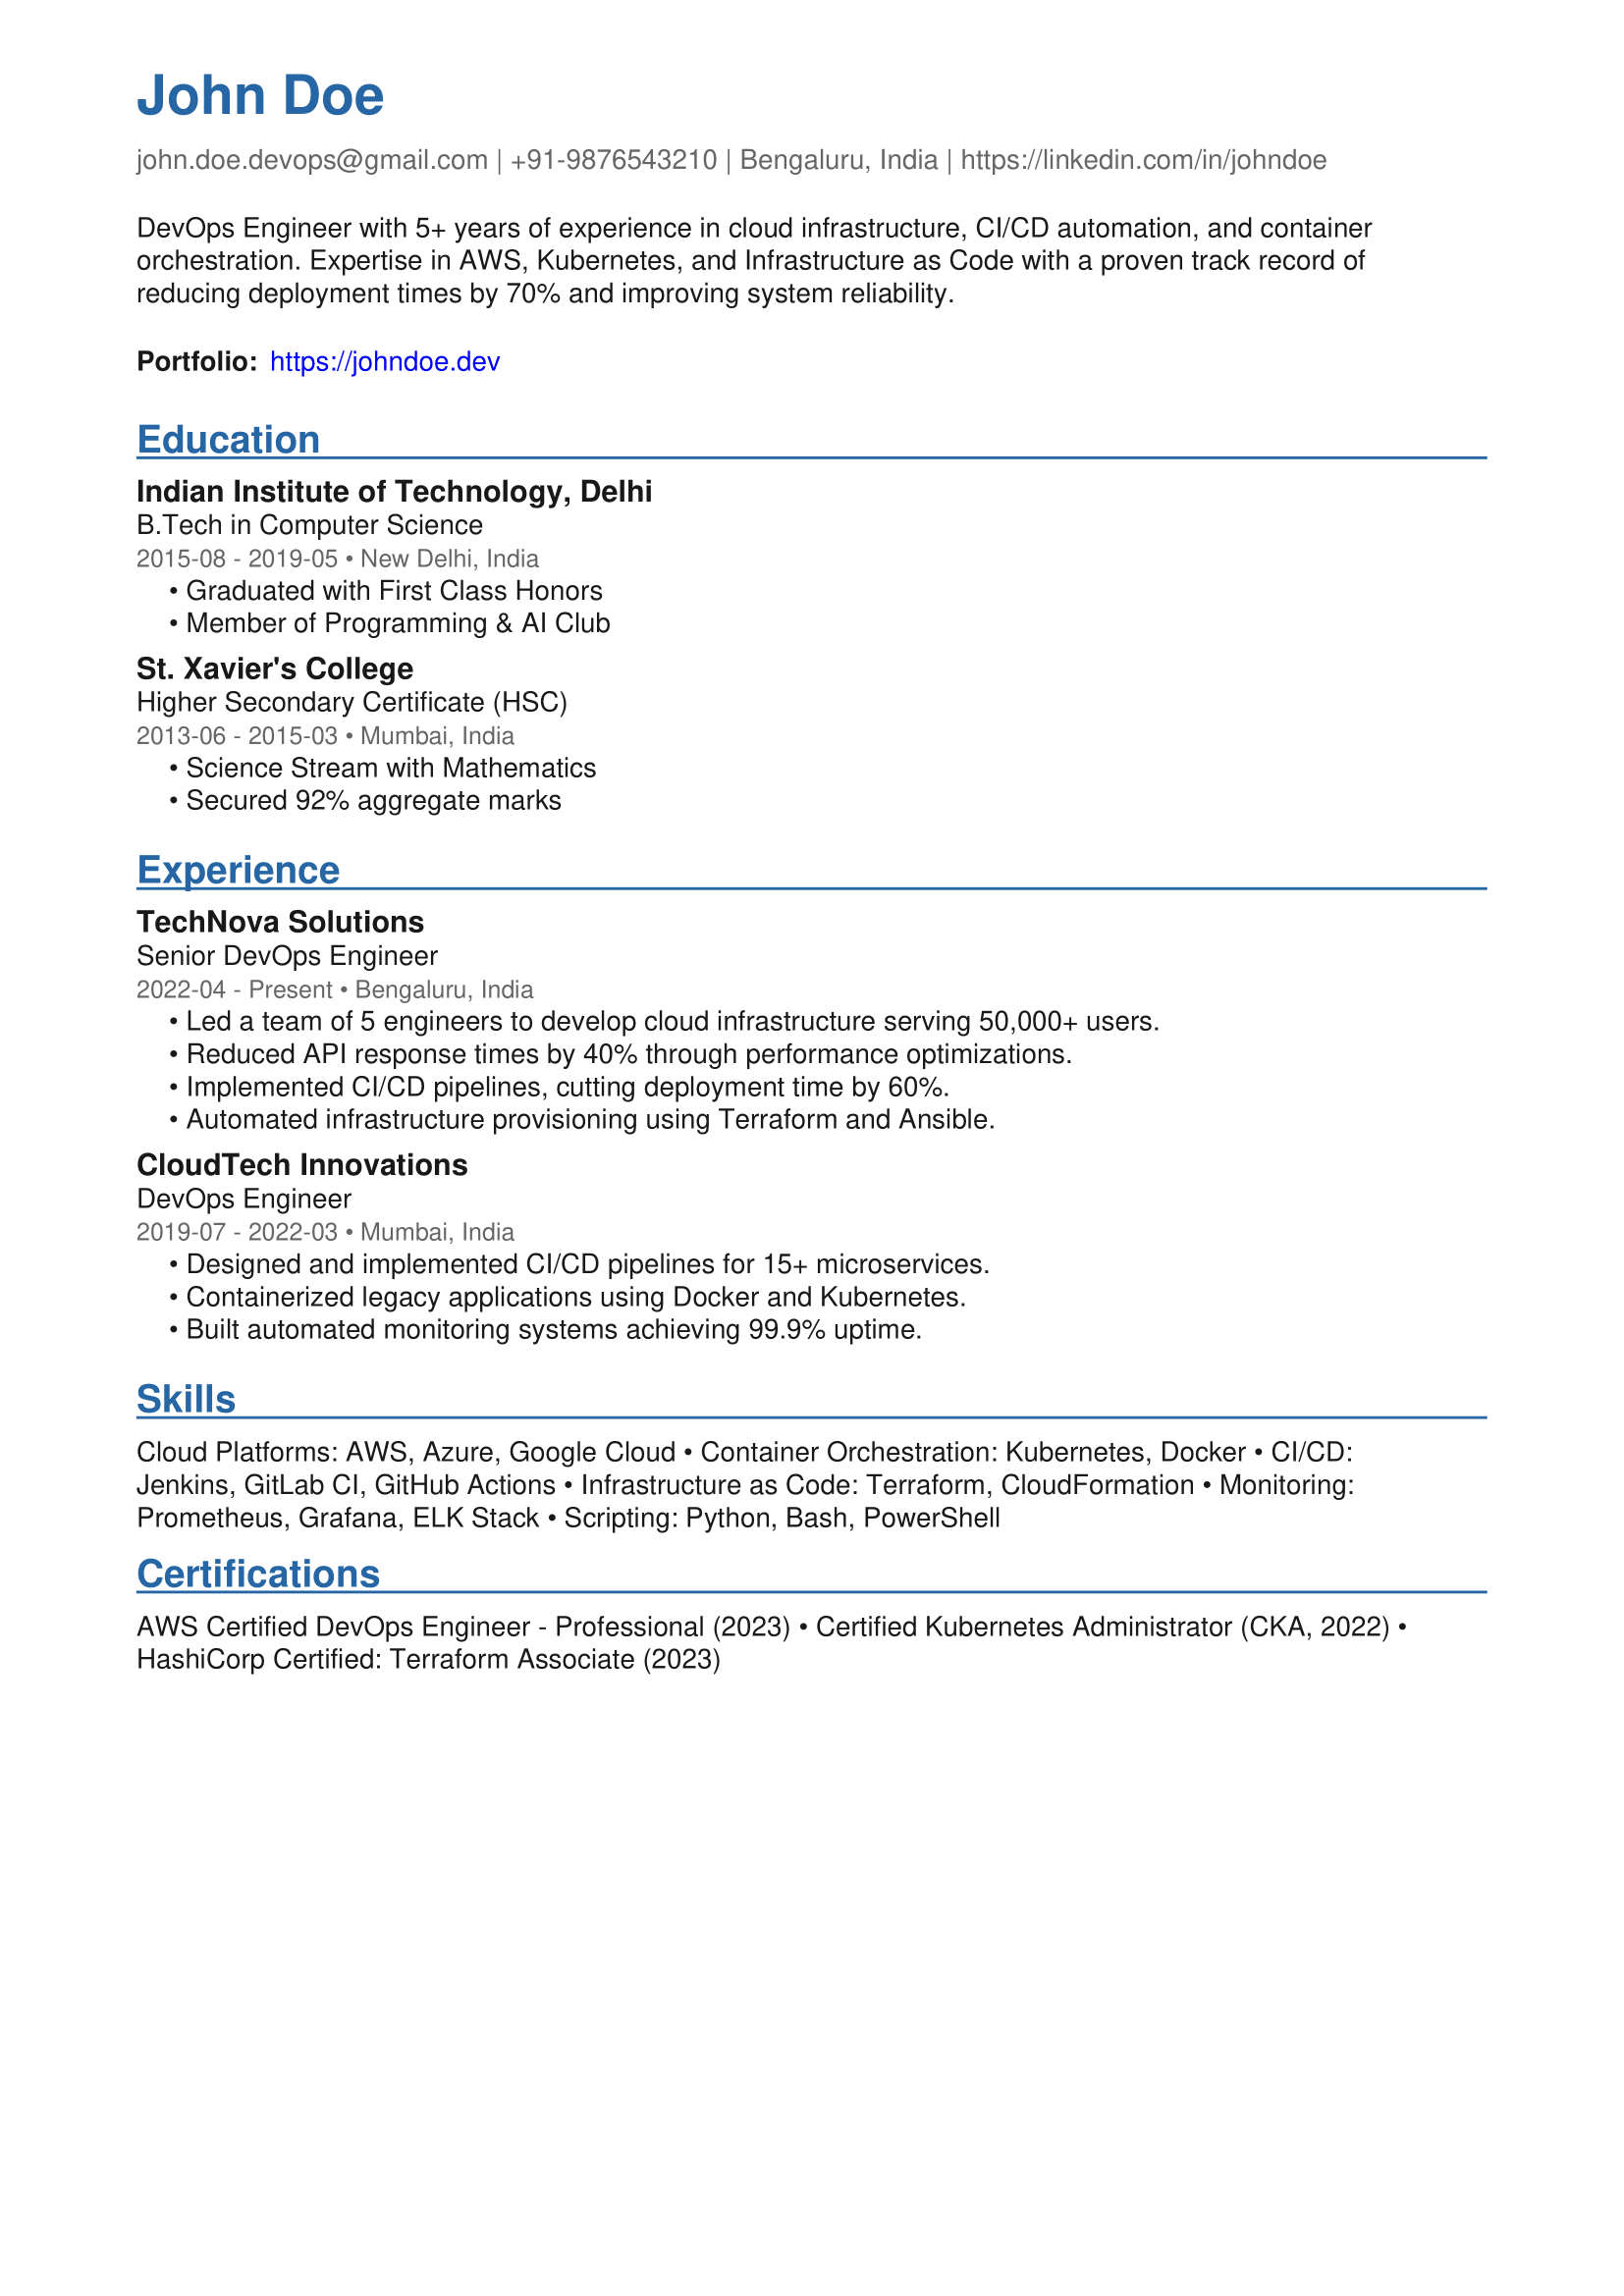 John Doe
john.doe.devops@gmail.com | +91-9876543210 | Bengaluru, India | https://linkedin.com/in/johndoe
DevOps Engineer with 5+ years of experience in cloud infrastructure, CI/CD automation, and container
orchestration. Expertise in AWS, Kubernetes, and Infrastructure as Code with a proven track record of
reducing deployment times by 70% and improving system reliability.
Portfolio: https://johndoe.dev
Education
Indian Institute of Technology, Delhi
B.Tech in Computer Science
2015-08 - 2019-05 • New Delhi, India
• Graduated with First Class Honors
• Member of Programming & AI Club
St. Xavier's College
Higher Secondary Certificate (HSC)
2013-06 - 2015-03 • Mumbai, India
• Science Stream with Mathematics
• Secured 92% aggregate marks
Experience
TechNova Solutions
Senior DevOps Engineer
2022-04 - Present • Bengaluru, India
• Led a team of 5 engineers to develop cloud infrastructure serving 50,000+ users.
• Reduced API response times by 40% through performance optimizations.
• Implemented CI/CD pipelines, cutting deployment time by 60%.
• Automated infrastructure provisioning using Terraform and Ansible.
CloudTech Innovations
DevOps Engineer
2019-07 - 2022-03 • Mumbai, India
• Designed and implemented CI/CD pipelines for 15+ microservices.
• Containerized legacy applications using Docker and Kubernetes.
• Built automated monitoring systems achieving 99.9% uptime.
Skills
Cloud Platforms: AWS, Azure, Google Cloud • Container Orchestration: Kubernetes, Docker • CI/CD:
Jenkins, GitLab CI, GitHub Actions • Infrastructure as Code: Terraform, CloudFormation • Monitoring:
Prometheus, Grafana, ELK Stack • Scripting: Python, Bash, PowerShell
Certifications
AWS Certified DevOps Engineer - Professional (2023) • Certified Kubernetes Administrator (CKA, 2022) •
HashiCorp Certified: Terraform Associate (2023)